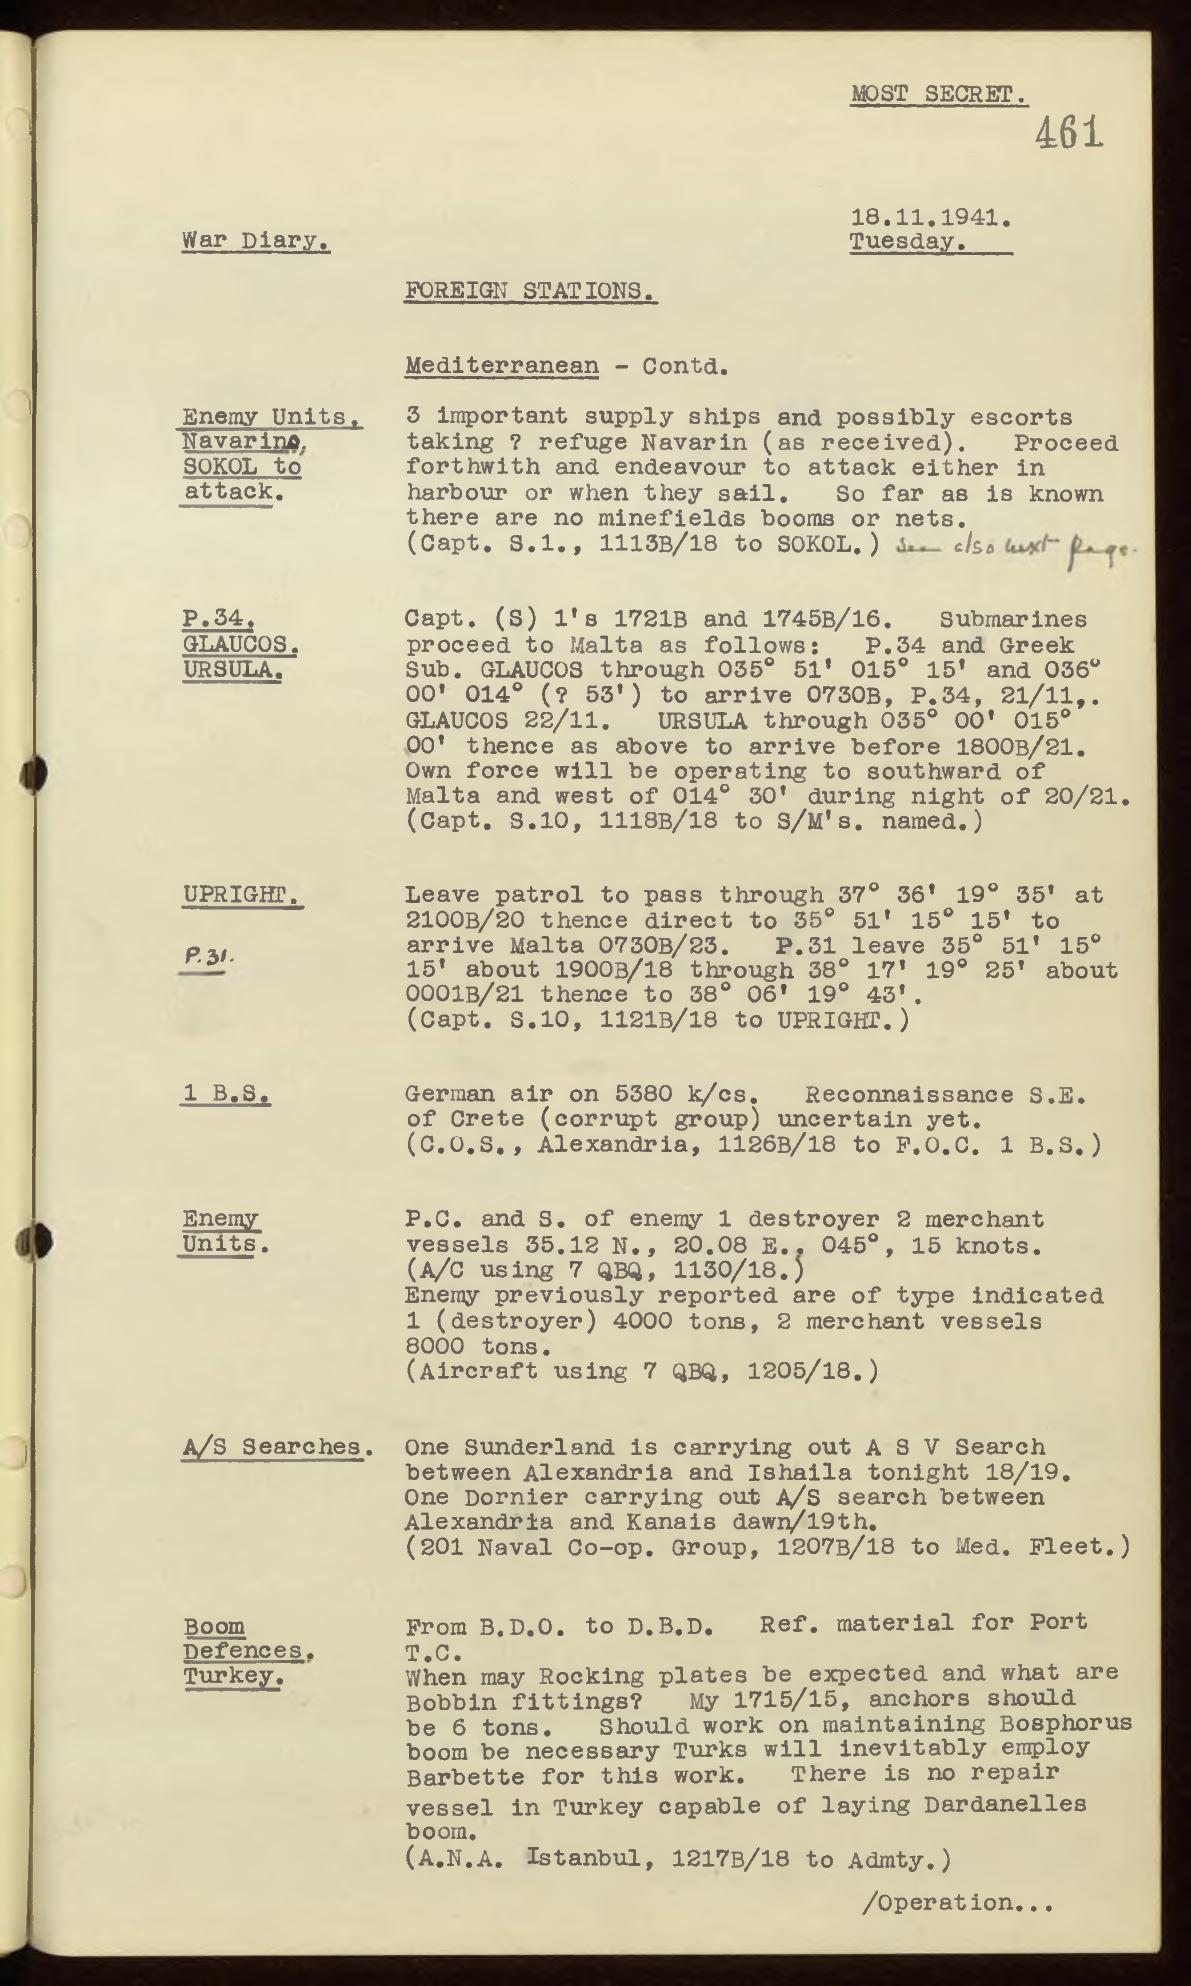 MOST SECRET.
461
18.11.1941.
War Diary.
Tuesday.
FOREIGN STATIONS.
Mediterranean - Contd.
Enemy Units.
Navarino,
SOKOL to
attack.
3 important supply ships and possibly escorts
taking ? refuge Navarin (as received). Proceed
forthwith and endeavour to attack either in
harbour or when they sail. So far as is known
there are no minefields booms or nets.
(Capt. S.1., 1113B/18 to SOKOL.) See also next page.
P.34.
GLAUCOS.
URSULA.
Capt. (S) 1's 1721B and 1745B/16. Submarines
proceed to Malta as follows: P.34 and Greek
Sub. GLAUCOS through 035° 51' 015° 15' and 036°
00' 014° (? 53') to arrive 0730B, P.34, 21/11,.
GLAUCOS 22/11. URSULA through 035° 00' 015°
00' thence as above to arrive before 1800B/21.
Own force will be operating to southward of
Malta and west of 014° 30' during night of 20/21.
(Capt. S.10, 1118B/18 to S/M's. named.)
UPRIGHT.
P.31.
Leave patrol to pass through 37° 36' 19° 35' at
2100B/20 thence direct to 35° 51' 15° 15' to
arrive Malta 0730B/23. P.31 leave 35° 51' 15°
15' about 1900B/18 through 38° 17' 19° 25' about
0001B/21 thence to 38° 06' 19° 43'.
(Capt. S.10, 1121B/18 to UPRIGHT.)
1 B.S.
German air on 5380 k/cs. Reconnaissance S.E.
of Crete (corrupt group) uncertain yet.
(C.O.S., Alexandria, 1126B/18 to F.O.C. 1 B.S.)
Enemy
Units.
P.C. and S. of enemy 1 destroyer 2 merchant
vessels 35.12 N., 20.08 E., 045°, 15 knots.
(A/C using 7 QBQ, 1130/18.)
Enemy previously reported are of type indicated
1 (destroyer) 4000 tons, 2 merchant vessels
8000 tons.
(Aircraft using 7 QBQ, 1205/18.)
A/S Searches.
One Sunderland is carrying out A S V Search
between Alexandria and Ishaila tonight 18/19.
One Dornier carrying out A/S search between
Alexandria and Kanais dawn/19th.
(201 Naval Co-op. Group, 1207B/18 to Med. Fleet.)
Boom
Defences.
Turkey.
From B.D.O. to D.B.D. Ref. material for Port
T.C.
When may Rocking plates be expected and what are
Bobbin fittings? My 1715/15, anchors should
be 6 tons. Should work on maintaining Bosphorus
boom be necessary Turks will inevitably employ
Barbette for this work. There is no repair
vessel in Turkey capable of laying Dardanelles
boom.
(A.N.A. Istanbul, 1217B/18 to Admty.)
/Operation...